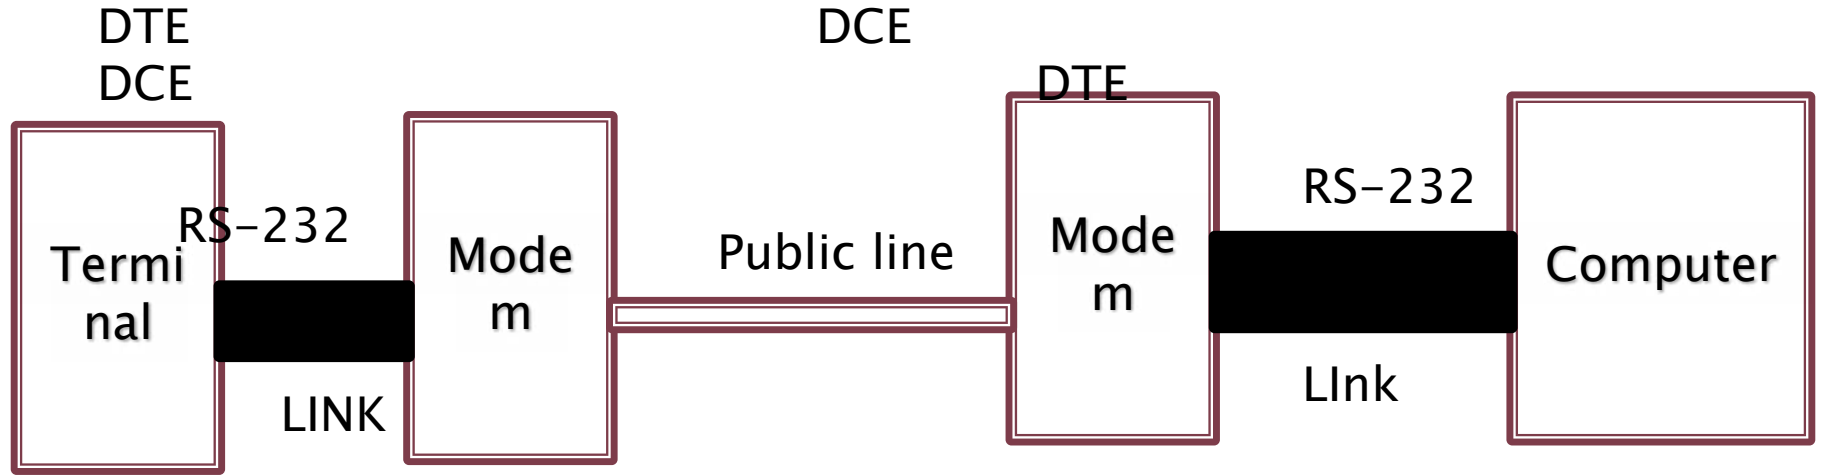 DTE
DCE
DCE
DTE
RS-232
Termi
nal
LINK
Mode
m
Public line
Mode
m
RS-232
LInk
Computer